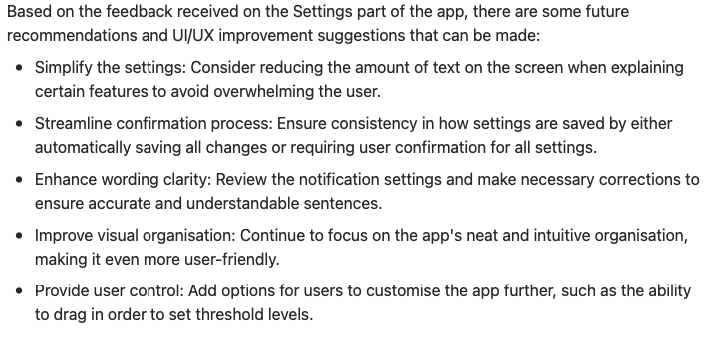 Based on the feedback received on the Settings part of the app, there are some future
recommendations and UI/UX improvement suggestions that can be made:
• Simplify the settings: Consider reducing the amount of text on the screen when explaining
certain features to avoid overwhelming the user.
• Streamline confirmation process: Ensure consistency in how settings are saved by either
automatically saving all changes or requiring user confirmation for all settings.
• Enhance wording clarity: Review the notification settings and make necessary corrections to
ensure accurate and understandable sentences.
• Improve visual organisation: Continue to focus on the app's neat and intuitive organisation,
making it even more user-friendly.
• Provide user control: Add options for users to customise the app further, such as the ability
to drag in order to set threshold levels.